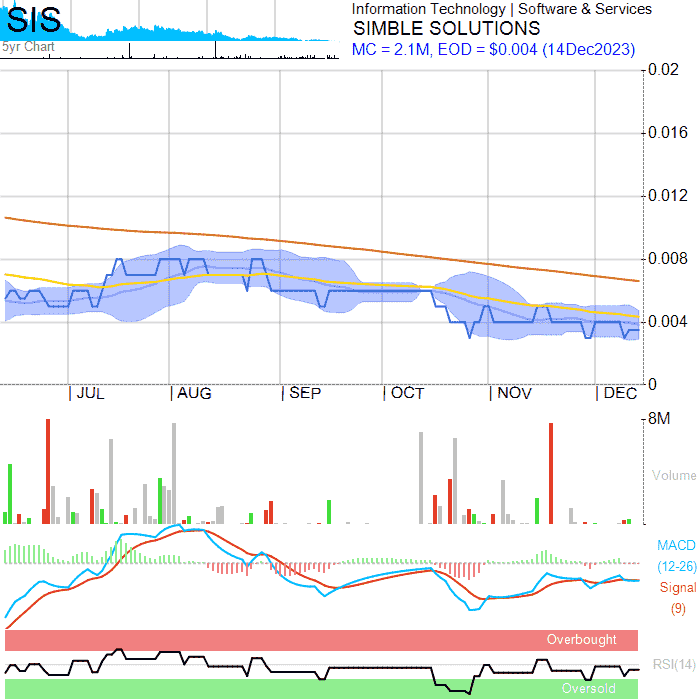 SIS
5yr Chart
Information Technology | Software & Services
SIMBLE SOLUTIONS
MC = 2.1M, EOD = $0.004 (14Dec2023)
0.02
0.016
0.012
0.008
0.004
0
| JUL | AUG | SEP | OCT | NOV | DEC
8M
Volume
MACD
(12-26)
Signal
(9)
Overbought
RSI(14)
Oversold